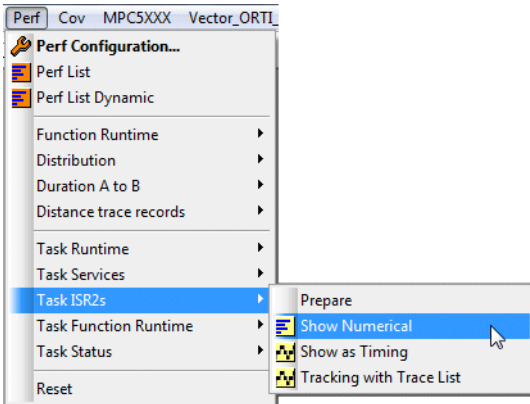 Perf Cov MPC5XXX Vector_ORTI_
Perf Configuration...
Perf List
Perf List Dynamic
Function Runtime
Distribution
Duration A to B
Distance trace records
Task Runtime
Task Services
Task ISR2s
Prepare
Task Function Runtime
Show Numerical
Task Status
Show as Timing
Tracking with Trace List
Reset